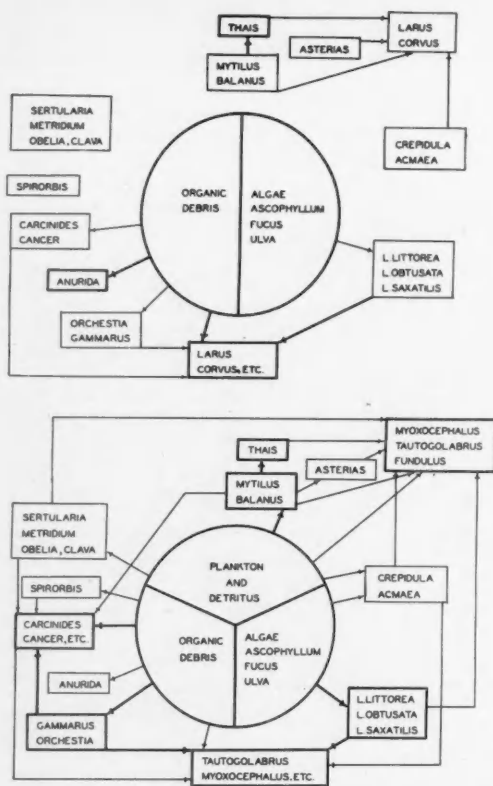 THAIS
LARUS
CORVUS
ASTERIAS
MYTILUS
BALANUS
SERTULARIA
METRIDIUM
OBELIA, CLAVA
CREPIDULA
ACMAEA
SPIRORBIS
ORGANIC
DEBRIS
ALGAE
ASCOPHYLLUM
FUCUS
ULVA
CARCINIDES
CANCER
L.LITTOREA
L.OBTUSATA
L.SAXATILIS
ANURIDA
ORCHESTIA
GAMMARUS
LARUS
CORVUS, ETC.
MYOXOCEPHALUS
TAUTOGOLABRUS
FUNDULUS
THAIS
ASTERIAS
MYTILUS
BALANUS
SERTULARIA
METRIDIUM
OBELIA, CLAVA
PLANKTON
AND
DETRITUS
CREPIDULA
ACMAEA
SPIRORBIS
CARCINIDES
CANCER, ETC.
ORGANIC
DEBRIS
ALGAE
ASCOPHYLLUM
FUCUS
ULVA
ANURIDA
L.LITTOREA
L.OBTUSATA
L.SAXATILIS
GAMMARUS
ORCHESTIA
TAUTOGOLABRUS
MYOXOCEPHALUS, ETC.